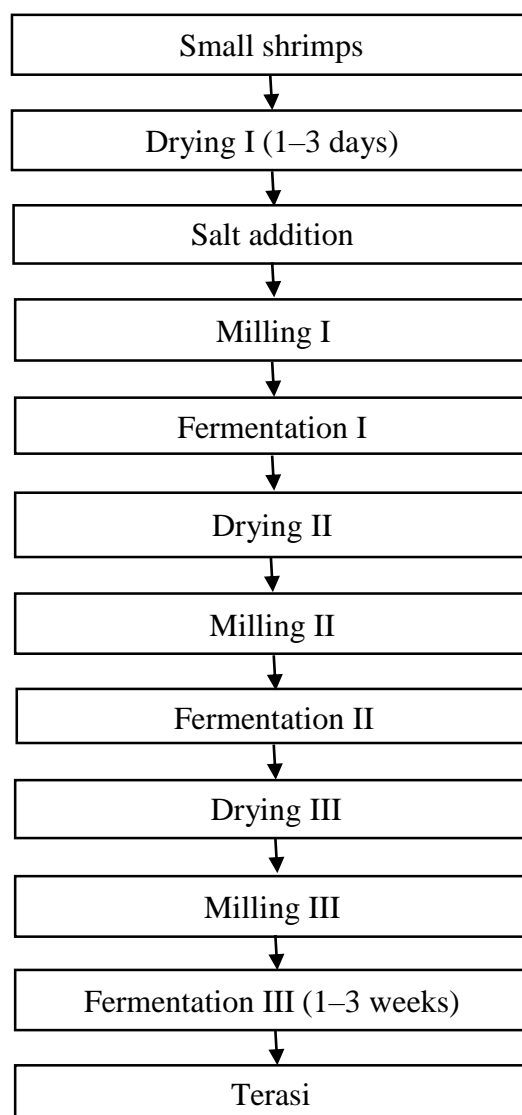 Small shrimps
Drying I (1–3 days)
Salt addition
Milling I
Fermentation I
Drying II
Milling II
Fermentation II
Drying III
Milling III
Fermentation III (1–3 weeks)
Terasi